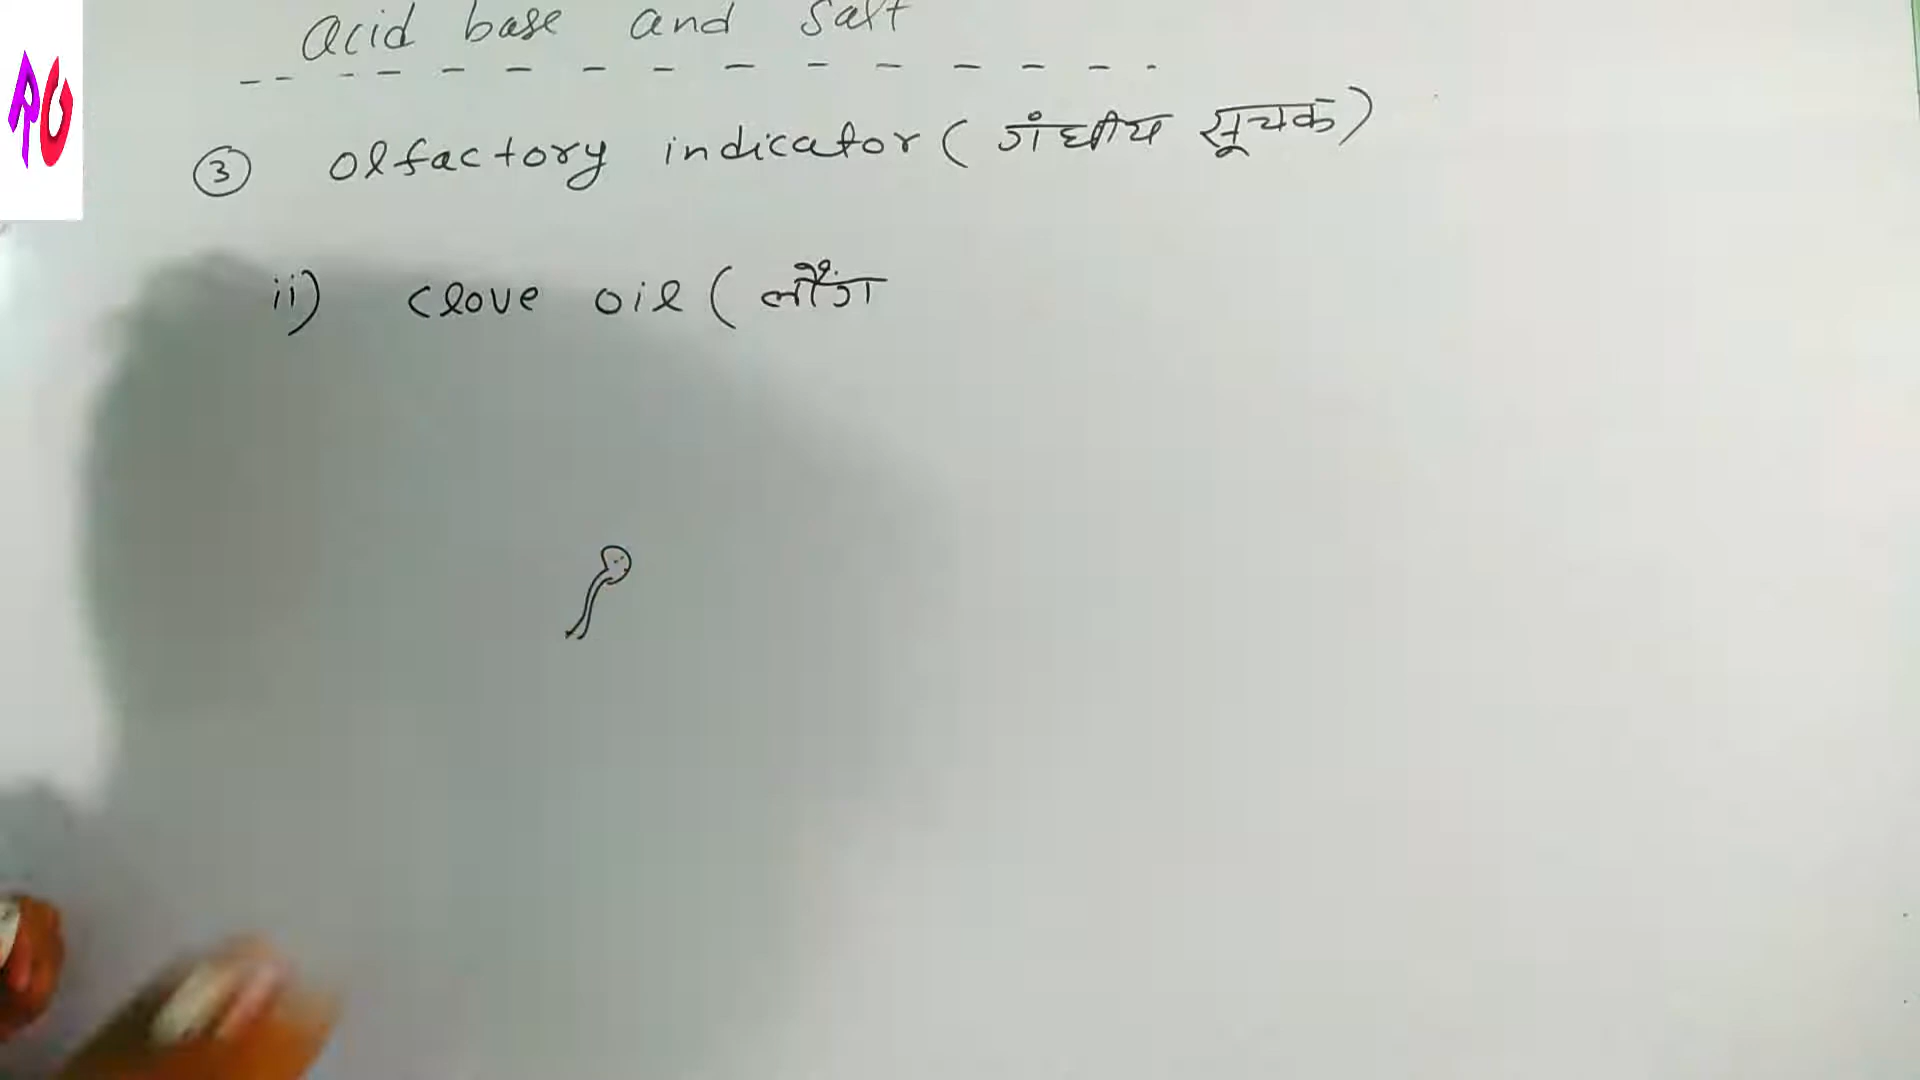 acid base and salt
③ olfactory indicator ( गंधीय सूचक )
ii) clove oil ( लौंग